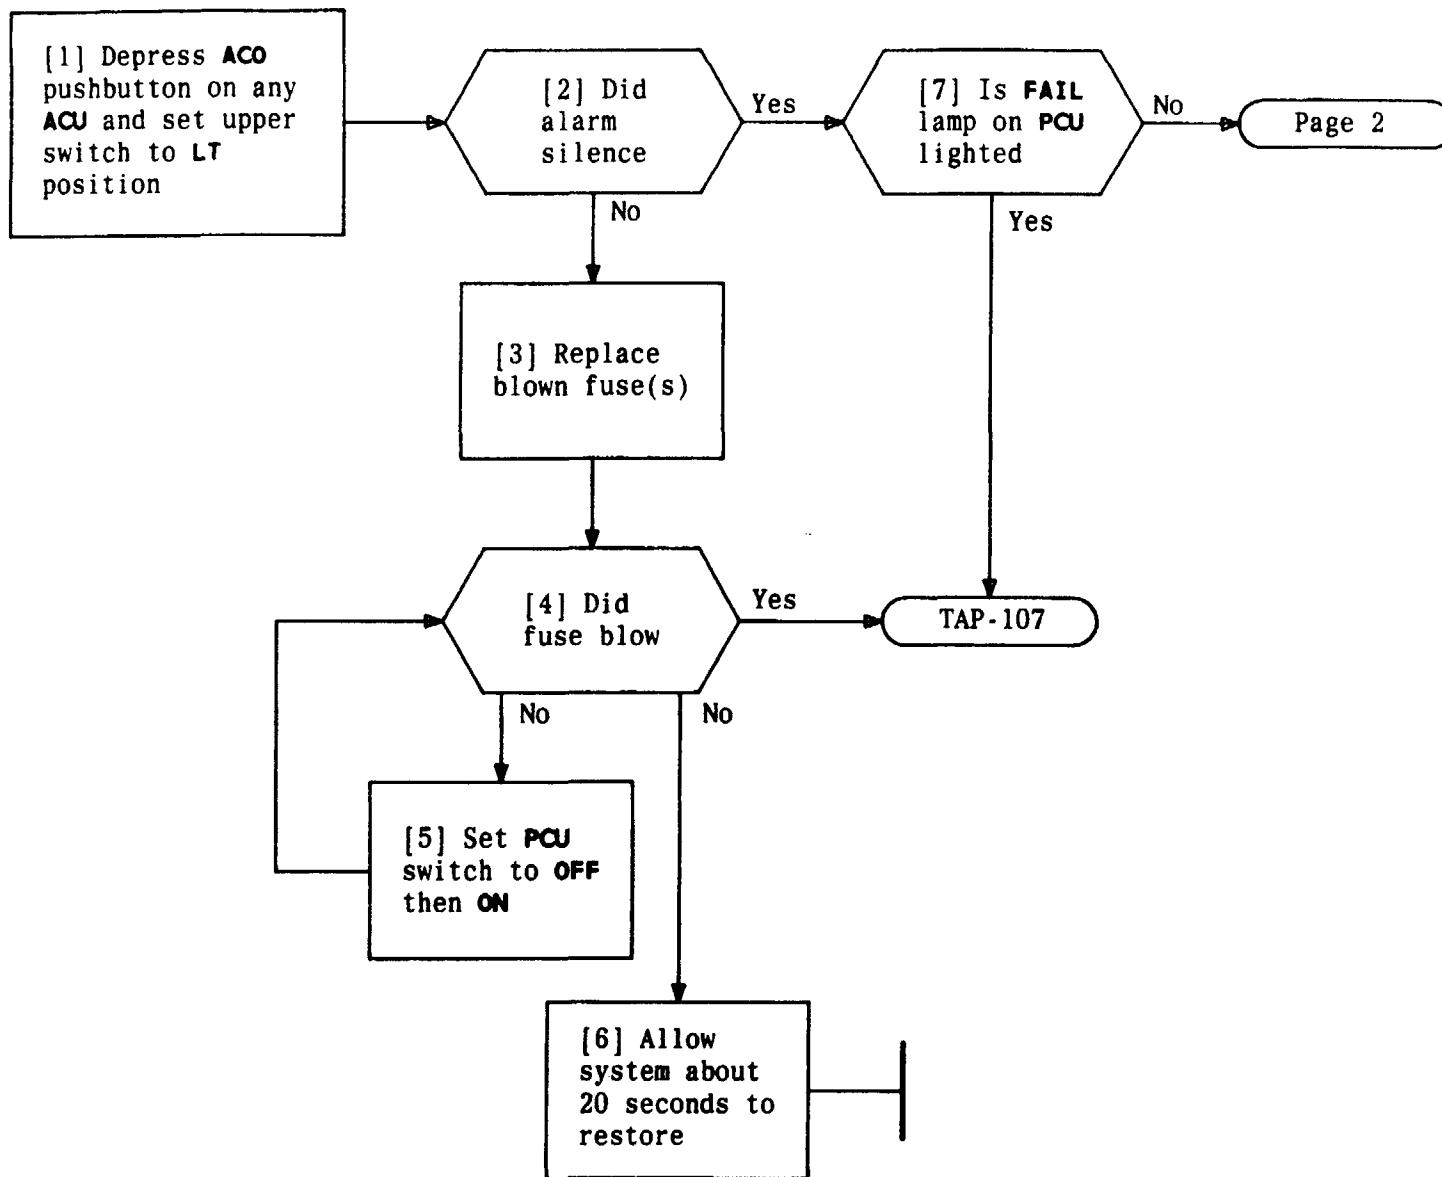 [1] Depress ACO
pushbutton on any
ACU and set upper
switch to LT
position
[2] Did
alarm
silence
Yes
[7] Is FAIL
lamp on PCU
lighted
No
Page 2
No
Yes
[3] Replace
blown fuse(s)
[4] Did
fuse blow
Yes
TAP-107
No
No
[5] Set PCU
switch to OFF
then ON
[6] Allow
system about
20 seconds to
restore